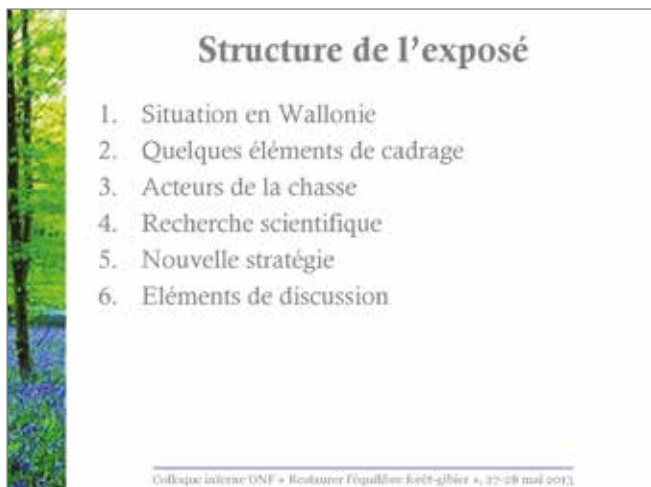 Structure de l'exposé
1. Situation en Wallonie
2. Quelques éléments de cadrage
3. Acteurs de la chasse
4. Recherche scientifique
5. Nouvelle stratégie
6. Eléments de discussion
Colloque interne ONF « Restaurer l'équilibre forêt-gibier », 27-28 mai 2013